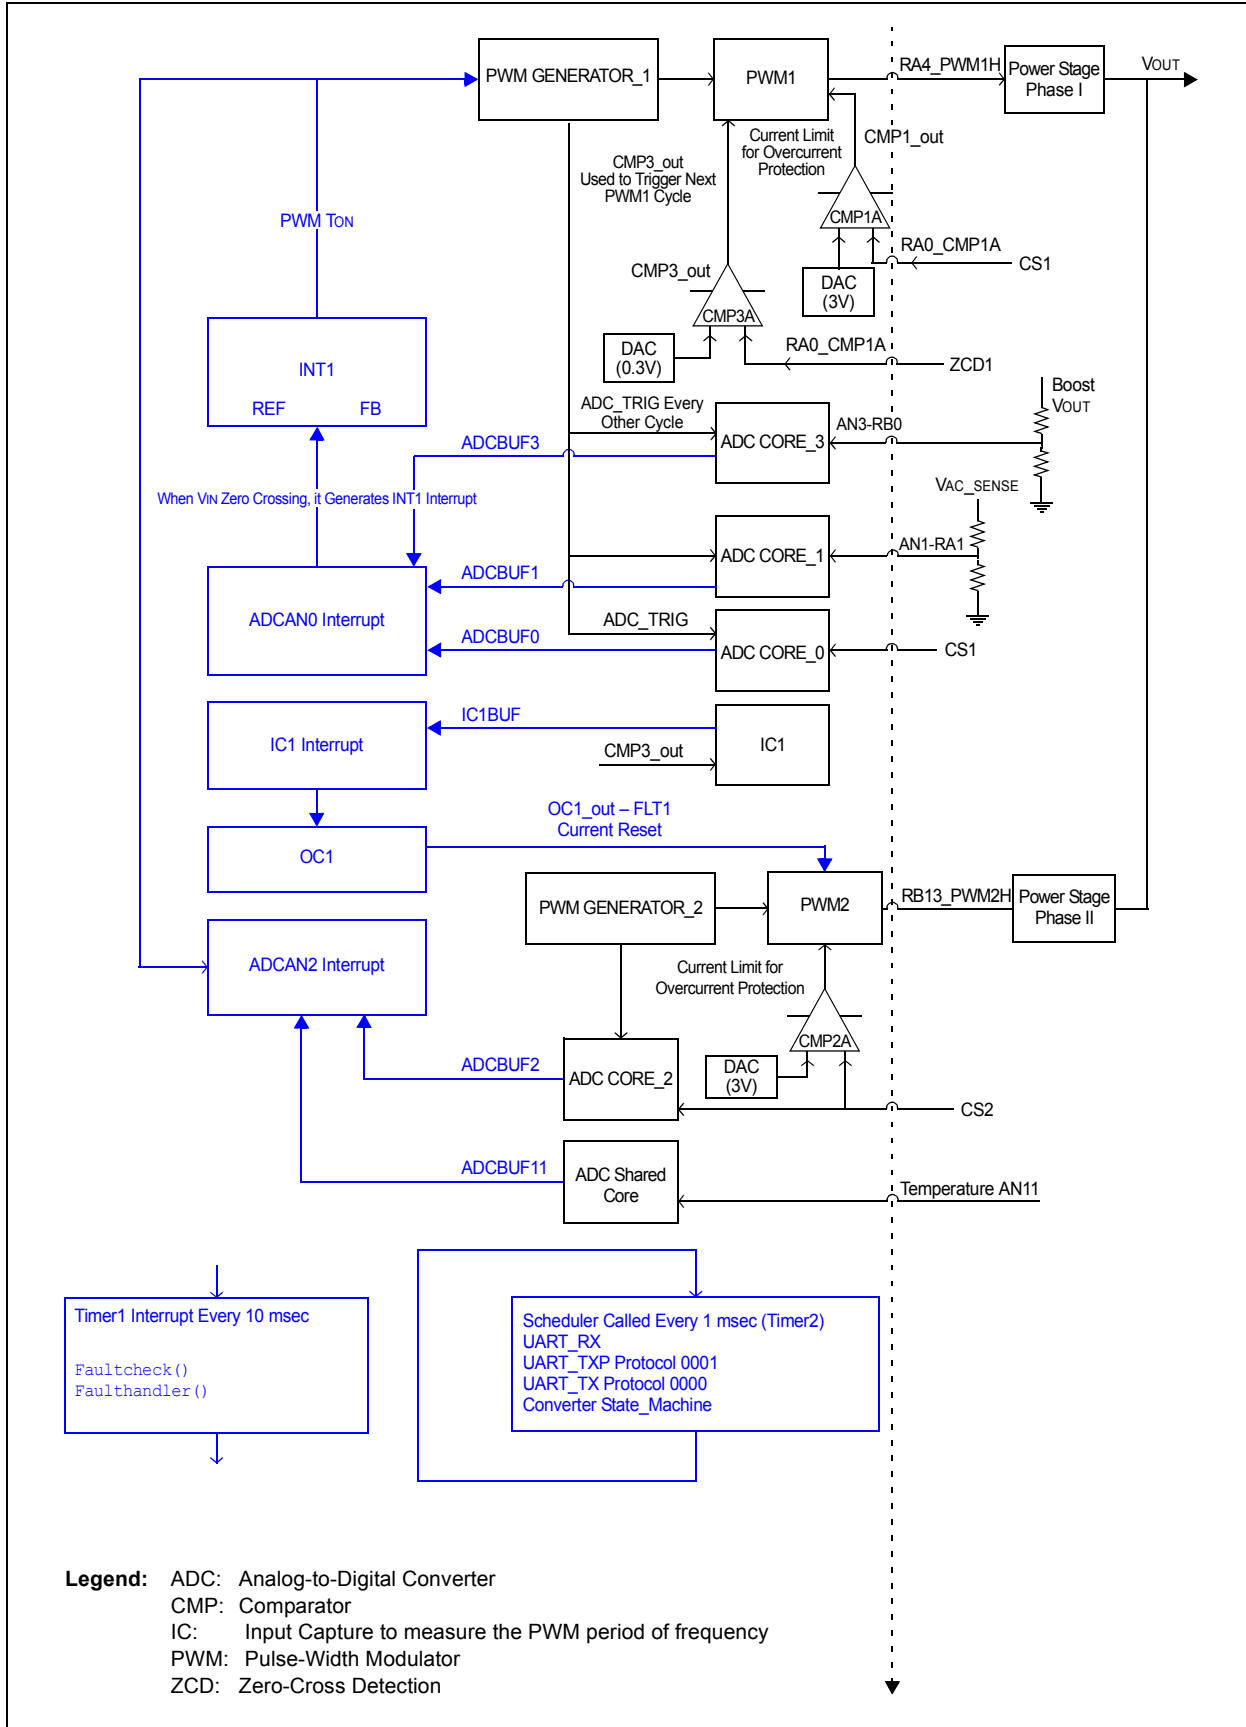 PWM GENERATOR_1
PWM1
RA4_PWM1H
Power Stage
Phase I
VOUT
CMP3_out
Used to Trigger Next
PWM1 Cycle
Current Limit
for Overcurrent
Protection
CMP1_out
PWM TON
CMP1A
RA0_CMP1A
CS1
DAC
(3V)
CMP3_out
CMP3A
DAC
(0.3V)
RA0_CMP1A
ZCD1
INT1
REF FB
ADC_TRIG Every
Other Cycle
ADC CORE_3
AN3-RB0
Boost
VOUT
ADCBUF3
When VIN Zero Crossing, it Generates INT1 Interrupt
VAC_SENSE
ADC CORE_1
AN1-RA1
ADCBUF1
ADCAN0 Interrupt
ADC_TRIG
ADCBUF0
ADC CORE_0
CS1
IC1BUF
IC1 Interrupt
CMP3_out
IC1
OC1_out – FLT1
Current Reset
OC1
PWM GENERATOR_2
PWM2
RB13_PWM2H
Power Stage
Phase II
ADCAN2 Interrupt
Current Limit for
Overcurrent Protection
CMP2A
ADCBUF2
ADC CORE_2
DAC
(3V)
CS2
ADCBUF11
ADC Shared
Core
Temperature AN11
Timer1 Interrupt Every 10 msec
Faultcheck()
Faulthandler()
Scheduler Called Every 1 msec (Timer2)
UART_RX
UART_TXP Protocol 0001
UART_TX Protocol 0000
Converter State_Machine
Legend: ADC: Analog-to-Digital Converter
CMP: Comparator
IC: Input Capture to measure the PWM period of frequency
PWM: Pulse-Width Modulator
ZCD: Zero-Cross Detection